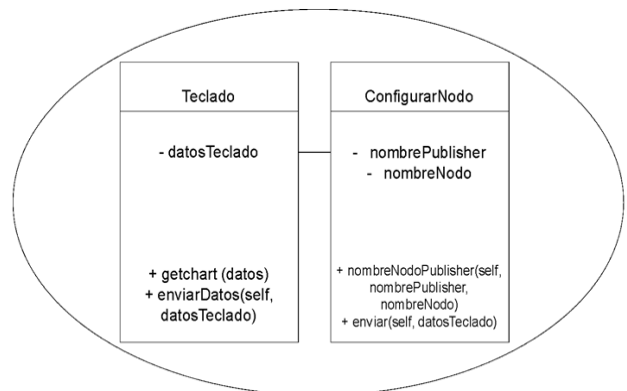 Teclado
- datosTeclado
+ getchart (datos)
+ enviarDatos(self,
datosTeclado)
ConfigurarNodo
- nombrePublisher
- nombreNodo
+ nombreNodoPublisher(self,
nombrePublisher,
nombreNodo)
+ enviar(self, datosTeclado)